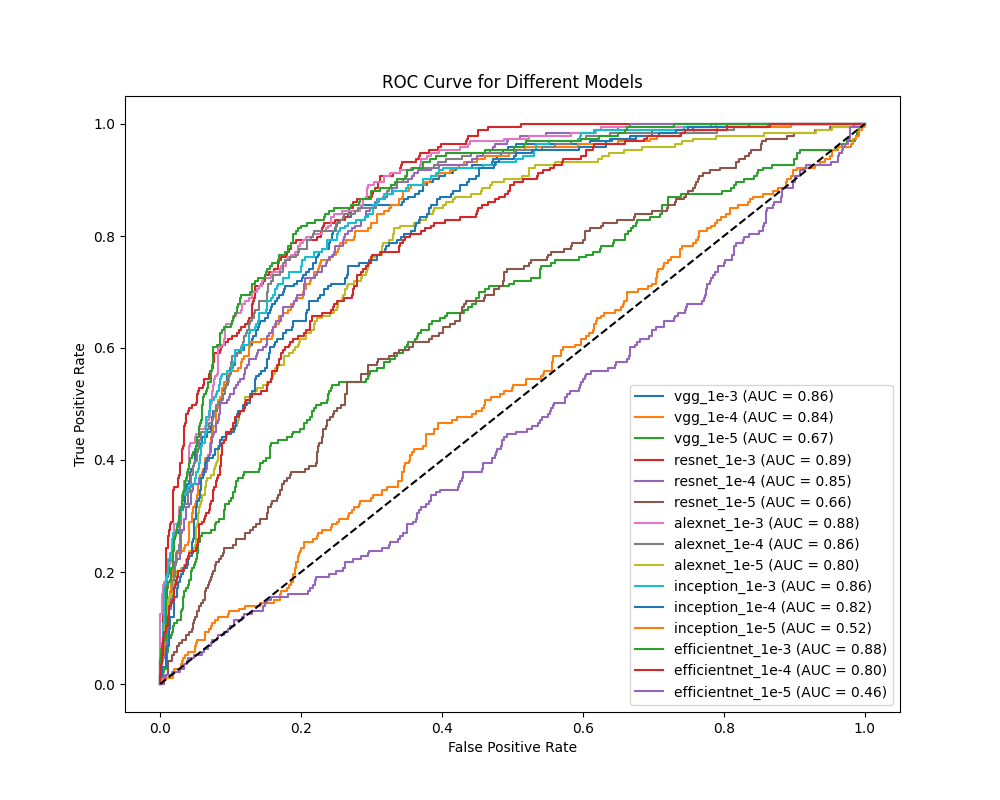 ROC Curve for Different Models
True Positive Rate
1.0
0.8
0.6
0.4
0.2
0.0
vgg_1e-3 (AUC = 0.86)
vgg_1e-4 (AUC = 0.84)
vgg_1e-5 (AUC = 0.67)
resnet_1e-3 (AUC = 0.89)
resnet_1e-4 (AUC = 0.85)
resnet_1e-5 (AUC = 0.66)
alexnet_1e-3 (AUC = 0.88)
alexnet_1e-4 (AUC = 0.86)
alexnet_1e-5 (AUC = 0.80)
inception_1e-3 (AUC = 0.86)
inception_1e-4 (AUC = 0.82)
inception_1e-5 (AUC = 0.52)
efficientnet_1e-3 (AUC = 0.88)
efficientnet_1e-4 (AUC = 0.80)
efficientnet_1e-5 (AUC = 0.46)
0.0 0.2 0.4 0.6 0.8 1.0
False Positive Rate